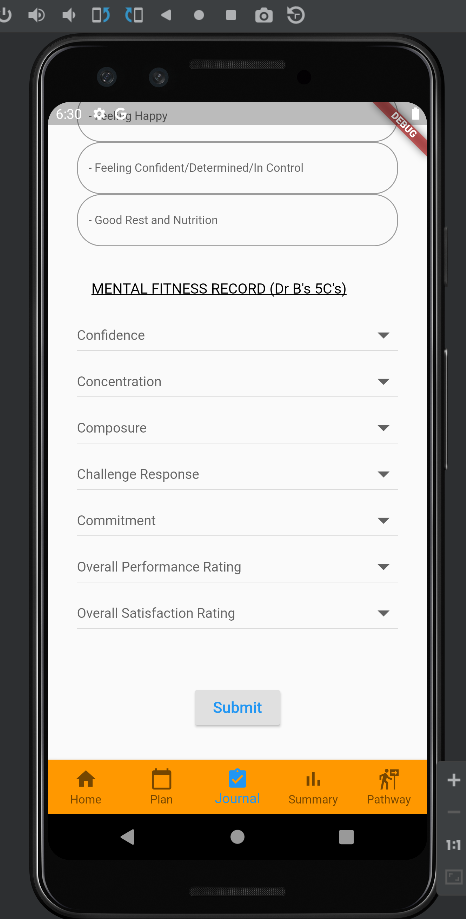 6:30
DEBUG
- Feeling Happy
- Feeling Confident/Determined/In Control
- Good Rest and Nutrition
MENTAL FITNESS RECORD (Dr B's 5C's)
Confidence
Concentration
Composure
Challenge Response
Commitment
Overall Performance Rating
Overall Satisfaction Rating
Submit
Home Plan Journal Summary Pathway
1:1